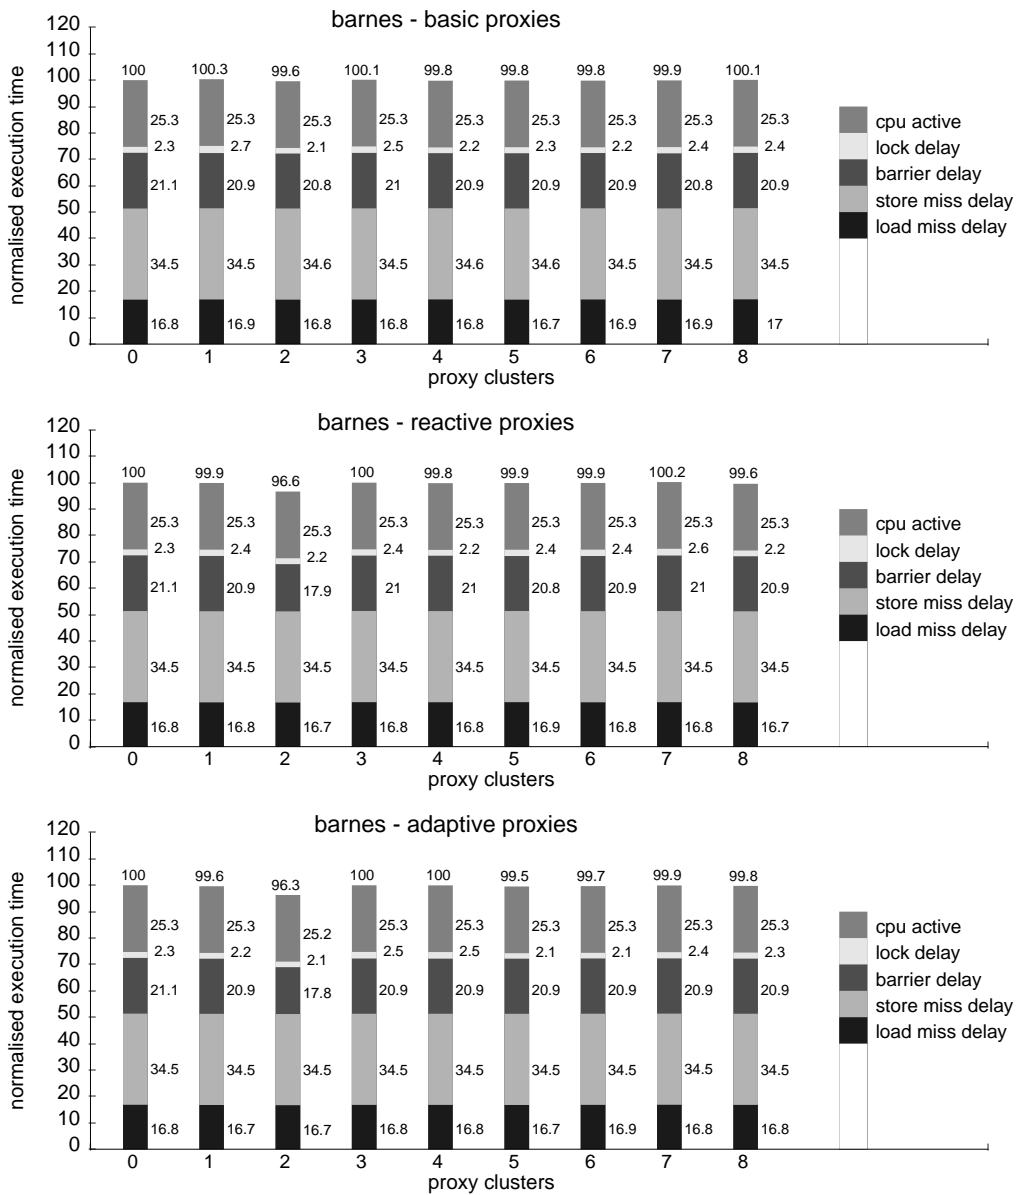 barnes - basic proxies
normalised execution time
120
110
100
90
80
70
60
50
40
30
20
10
0
100 100.3 99.6 100.1 99.8 99.8 99.8 99.9 100.1
25.3 25.3 25.3 25.3 25.3 25.3 25.3 25.3 25.3
2.3 2.7 2.1 2.5 2.2 2.3 2.2 2.4 2.4
21.1 20.9 20.8 21 20.9 20.9 20.9 20.8 20.9
34.5 34.5 34.6 34.5 34.6 34.6 34.5 34.5 34.5
16.8 16.9 16.8 16.8 16.8 16.7 16.9 16.9 17
0 1 2 3 4 5 6 7 8
proxy clusters
cpu active
lock delay
barrier delay
store miss delay
load miss delay
barnes - reactive proxies
normalised execution time
120
110
100
90
80
70
60
50
40
30
20
10
0
100 99.9 96.6 100 99.8 99.9 99.9 100.2 99.6
25.3 25.3 25.3 25.3 25.3 25.3 25.3 25.3 25.3
2.3 2.4 2.2 2.4 2.2 2.4 2.4 2.6 2.2
21.1 20.9 17.9 21 21 20.8 20.9 21 20.9
34.5 34.5 34.5 34.5 34.5 34.5 34.5 34.5 34.5
16.8 16.8 16.7 16.8 16.8 16.9 16.8 16.8 16.7
0 1 2 3 4 5 6 7 8
proxy clusters
cpu active
lock delay
barrier delay
store miss delay
load miss delay
barnes - adaptive proxies
normalised execution time
120
110
100
90
80
70
60
50
40
30
20
10
0
100 99.6 96.3 100 100 99.5 99.7 99.9 99.8
25.3 25.3 25.2 25.3 25.3 25.3 25.3 25.3 25.3
2.3 2.2 2.1 2.5 2.5 2.1 2.1 2.4 2.3
21.1 20.9 17.8 20.9 20.9 20.9 20.9 20.9 20.9
34.5 34.5 34.5 34.5 34.5 34.5 34.5 34.5 34.5
16.8 16.7 16.7 16.8 16.8 16.7 16.9 16.8 16.8
0 1 2 3 4 5 6 7 8
proxy clusters
cpu active
lock delay
barrier delay
store miss delay
load miss delay